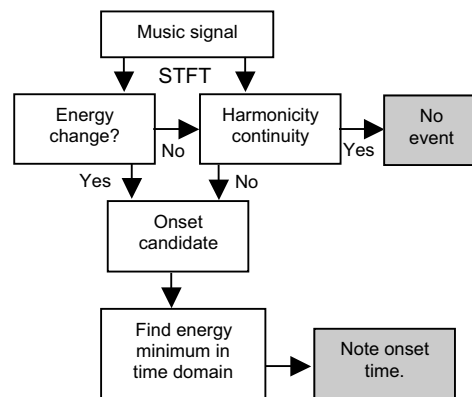 Music signal
STFT
Energy
change?
No
Harmonicity
continuity
Yes
No
event
Yes
No
Onset
candidate
Find energy
minimum in
time domain
Note onset
time.